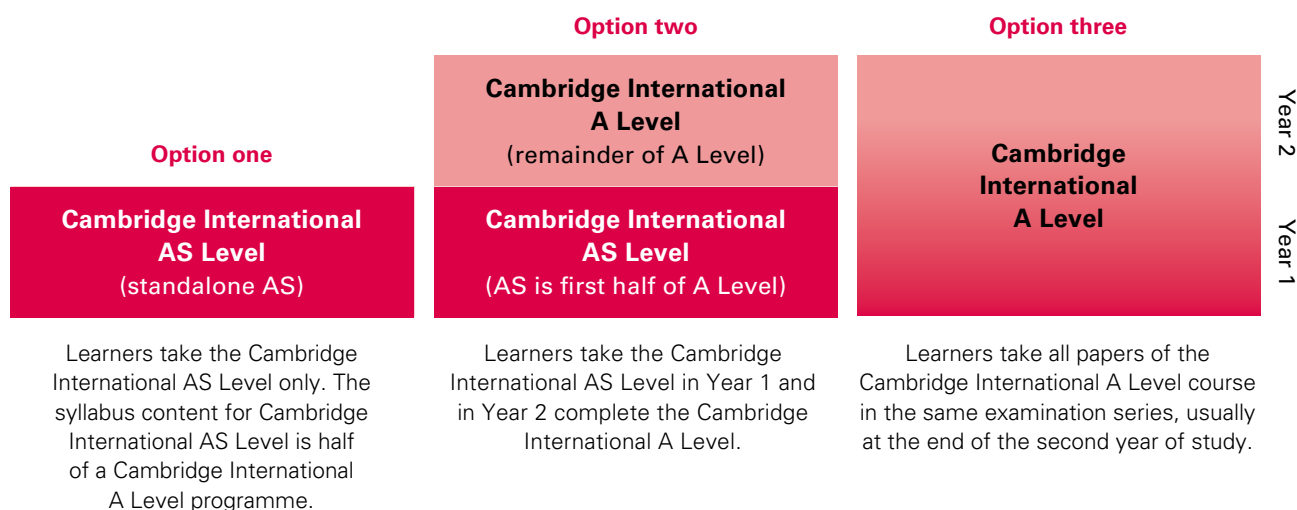 Option one
Cambridge International
AS Level
(standalone AS)
Learners take the Cambridge
International AS Level only. The
syllabus content for Cambridge
International AS Level is half
of a Cambridge International
A Level programme.
Option two
Cambridge International
A Level
(remainder of A Level)
Cambridge International
AS Level
(AS is first half of A Level)
Learners take the Cambridge
International AS Level in Year 1 and
in Year 2 complete the Cambridge
International A Level.
Option three
Cambridge
International
A Level
Learners take all papers of the
Cambridge International A Level course
in the same examination series, usually
at the end of the second year of study.
Year 2
Year 1